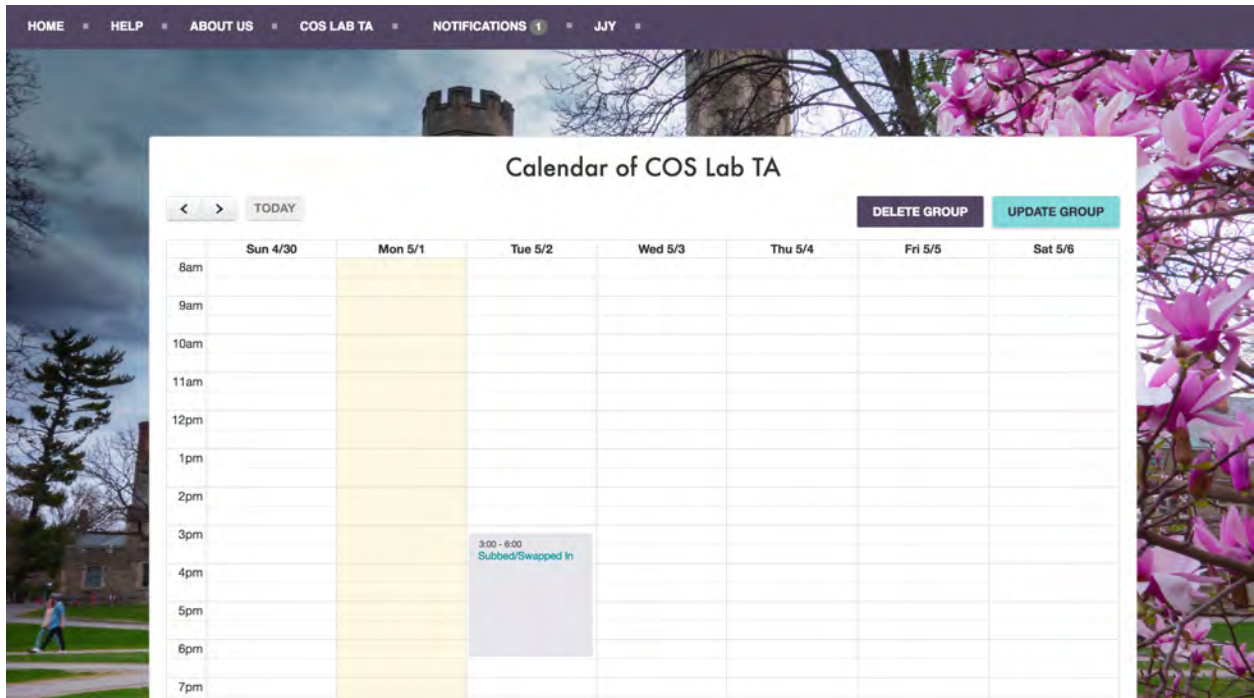 HOME HELP ABOUT US COS LAB TA NOTIFICATIONS 1 JJY
Calendar of COS Lab TA
< > TODAY DELETE GROUP UPDATE GROUP
Sun 4/30 Mon 5/1 Tue 5/2 Wed 5/3 Thu 5/4 Fri 5/5 Sat 5/6
8am
9am
10am
11am
12pm
1pm
2pm
3pm
3:00 - 6:00
Subbed/Swapped In
4pm
5pm
6pm
7pm